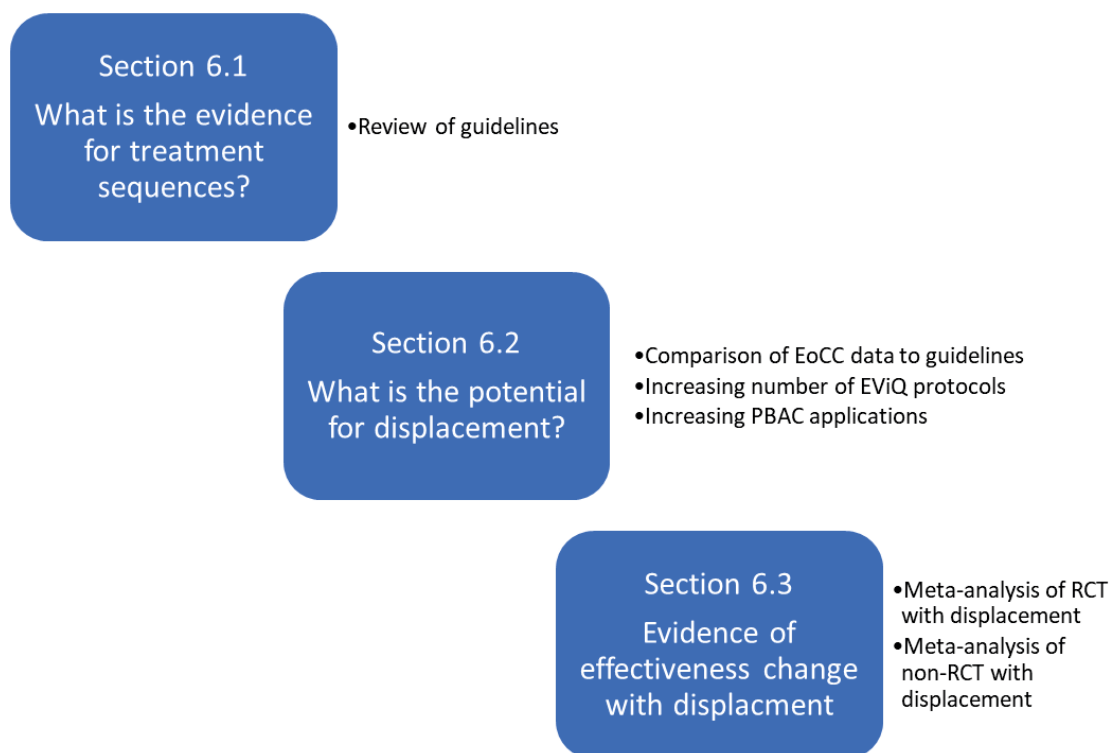 Section 6.1
What is the evidence
for treatment
sequences?
•Review of guidelines
Section 6.2
What is the potential
for displacement?
•Comparison of EoCC data to guidelines
•Increasing number of EViQ protocols
•Increasing PBAC applications
Section 6.3
Evidence of
effectiveness change
with displacment
•Meta-analysis of RCT
with displacement
•Meta-analysis of
non-RCT with
displacement